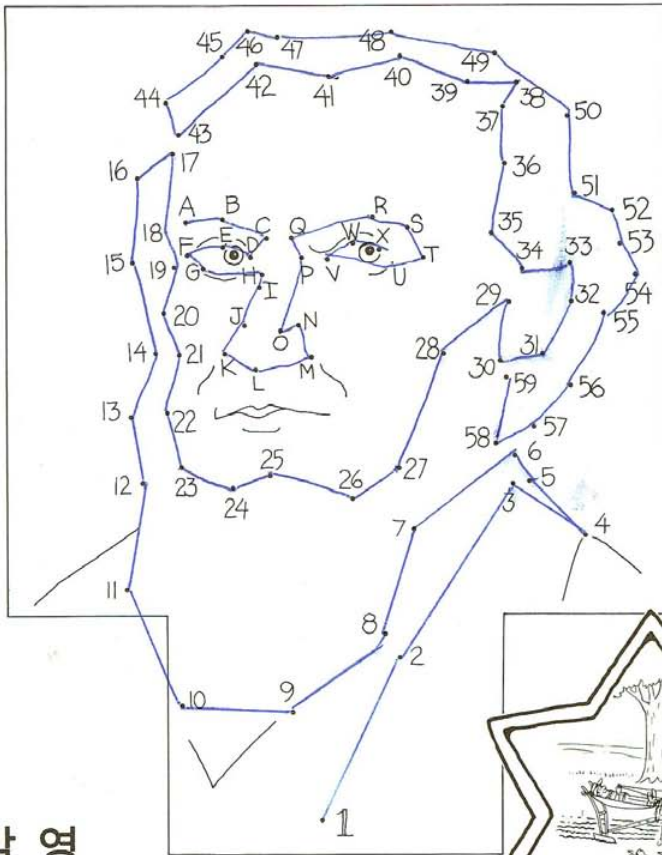 46 47 48
45 49
42 41 40 39 38
44 37 50
43
16 17 36
51
A B C Q R S 52
18 35 53
F E D W X T
15 19 G H P V U 34 33 54
I
20 29 32 55
J O N
14 21 28 30 31
K L M 59 56
13 22 58 57
6
12 23 24 25 26 27 3 5
7 4
11
8 2
10 9
1
영